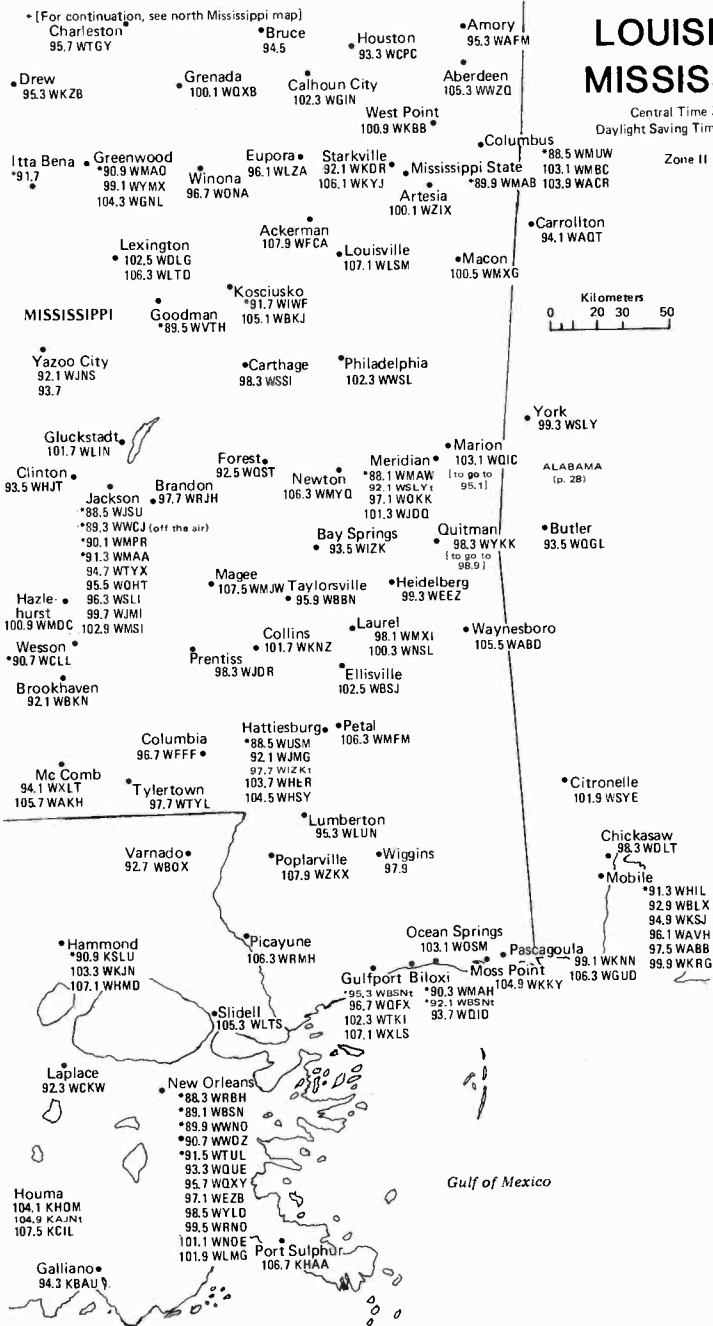 * [For continuation, see north Mississippi map]
LOUISI
MISSIS
Central Time
Daylight Saving Tim
Zone II
Charleston
95.7 WTGY
Bruce
94.5
Houston
93.3 WCPC
Amory
95.3 WAFM
Drew
95.3 WKZB
Grenada
100.1 WQXB
Calhoun City
102.3 WGIN
Aberdeen
105.3 WWZQ
West Point
100.9 WKBB
Columbus
*88.5 WMUW
103.1 WMBC
103.9 WACR
Itta Bena
*91.7
Greenwood
*90.9 WMAO
99.1 WYMX
104.3 WGNL
Winona
96.7 WONA
Eupora
96.1 WLZA
Starkville
92.1 WKDR
106.1 WKYJ
Mississippi State
*89.9 WMAB
Artesia
100.1 WZIX
Ackerman
107.9 WFCA
Carrollton
94.1 WAQT
Lexington
102.5 WDLG
106.3 WLTD
Louisville
107.1 WLSM
Macon
100.5 WMXG
MISSISSIPPI
Goodman
*89.5 WVTH
Kosciusko
*91.7 WIWF
105.1 WBKJ
Kilometers
0 20 30 50
Yazoo City
92.1 WJNS
93.7
Carthage
98.3 WSSI
Philadelphia
102.3 WWSL
York
99.3 WSLY
Gluckstadt
101.7 WLIN
Marion
103.1 WQIC
[to go to
95.1]
ALABAMA
(p. 28)
Clinton
93.5 WHJT
Jackson
*88.5 WJSU
*89.3 WWCJ (off the air)
*90.1 WMPR
*91.3 WMAA
94.7 WTYX
95.5 WOHT
96.3 WSLI
99.7 WJMI
102.9 WMSI
Brandon
97.7 WRJH
Forest
92.5 WQST
Newton
106.3 WMYQ
Meridian
*88.1 WMAW
92.1 WSLYt
97.1 WOKK
101.3 WJDQ
Bay Springs
93.5 WIZK
Quitman
98.3 WYKK
[to go to
98.9]
Butler
93.5 WQGL
Magee
107.5 WMJW
Taylorsville
95.9 WBBN
Heidelberg
99.3 WEEZ
Hazle-
hurst
100.9 WMDC
Wesson
*90.7 WCLL
Prentiss
98.3 WJDR
Collins
101.7 WKNZ
Laurel
98.1 WMXI
100.3 WNSL
Waynesboro
105.5 WABD
Brookhaven
92.1 WBKN
Ellisville
102.5 WBSJ
Columbia
96.7 WFFF
Hattiesburg
*88.5 WUSM
92.1 WJMG
97.7 WIZKt
103.7 WHER
104.5 WHSY
Petal
106.3 WMFM
Mc Comb
94.1 WXLT
105.7 WAKH
Tylertown
97.7 WTYL
Citronelle
101.9 WSYE
Lumberton
95.3 WLUN
Chickasaw
98.3 WDLT
Varnado
92.7 WBOX
Poplarville
107.9 WZKX
Wiggins
97.9
Mobile
*91.3 WHIL
92.9 WBLX
94.9 WKSJ
96.1 WAVH
97.5 WABB
99.9 WKRG
Hammond
*90.9 KSLU
103.3 WKJN
107.1 WHMD
Picayune
106.3 WRMH
Ocean Springs
103.1 WOSM
Pascagoula
99.1 WKNN
106.3 WGUD
Moss Point
104.9 WKKY
Gulfport
*95.3 WBSNt
96.7 WQFX
102.3 WTKI
107.1 WXLS
Biloxi
*90.3 WMAH
*92.1 WBSNt
93.7 WQID
Slidell
105.3 WLTS
Laplace
92.3 WCKW
New Orleans
*88.3 WRBH
*89.1 WBSN
*89.9 WWNO
*90.7 WWOZ
*91.5 WTUL
93.3 WQUE
95.7 WQXY
97.1 WEZB
98.5 WYLD
99.5 WRNO
101.1 WNOE
101.9 WLMG
Gulf of Mexico
Houma
104.1 KHOM
104.9 KAJNt
107.5 KCIL
Port Sulphur
106.7 KHAA
Galliano
94.3 KBAU